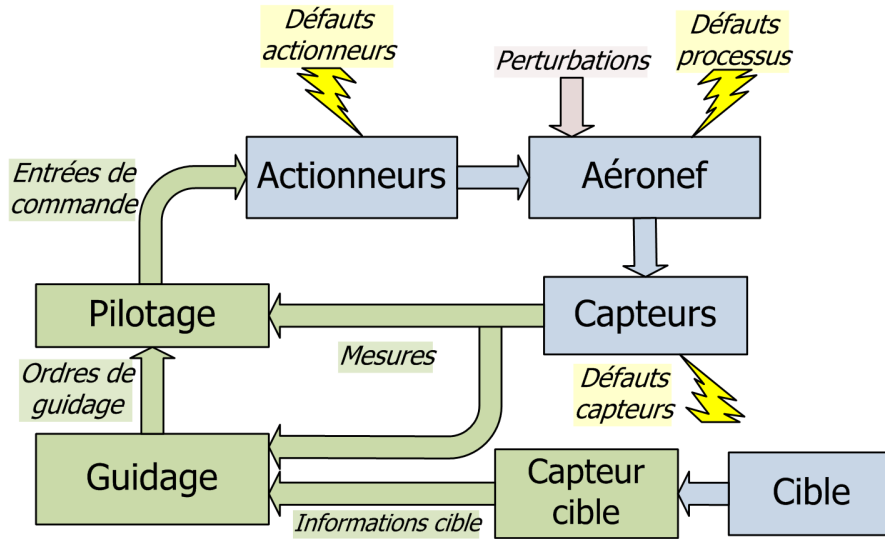 Défauts
actionneurs
Perturbations
Défauts
processus
Entrées de
commande
Actionneurs
Aéronef
Pilotage
Capteurs
Mesures
Ordres de
guidage
Défauts
capteurs
Guidage
Capteur
cible
Cible
Informations cible